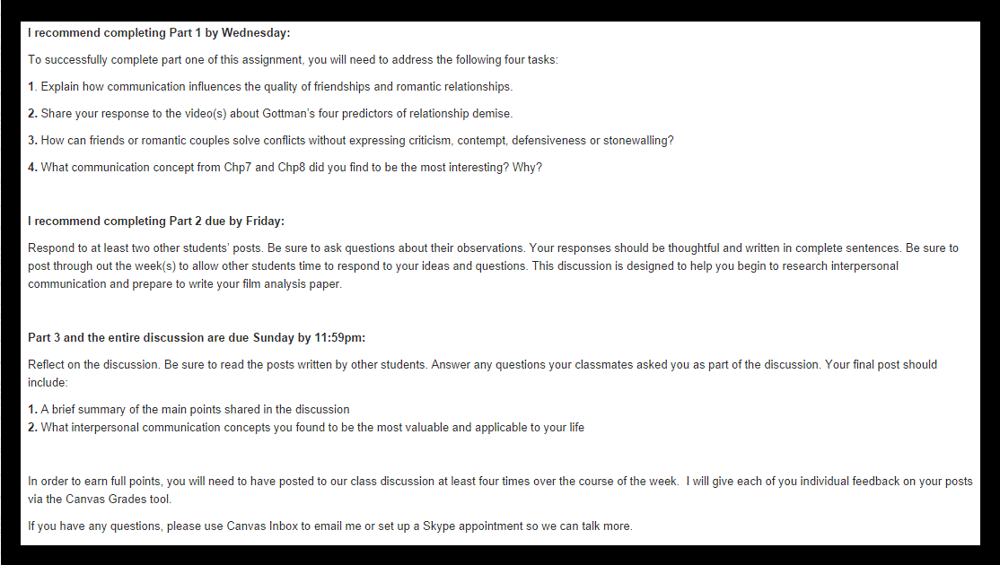 I recommend completing Part 1 by Wednesday:
To successfully complete part one of this assignment, you will need to address the following four tasks:
1. Explain how communication influences the quality of friendships and romantic relationships.
2. Share your response to the video(s) about Gottman's four predictors of relationship demise.
3. How can friends or romantic couples solve conflicts without expressing criticism, contempt, defensiveness or stonewalling?
4. What communication concept from Chp7 and Chp8 did you find to be the most interesting? Why?
I recommend completing Part 2 due by Friday:
Respond to at least two other students' posts. Be sure to ask questions about their observations. Your responses should be thoughtful and written in complete sentences. Be sure to
post through out the week(s) to allow other students time to respond to your ideas and questions. This discussion is designed to help you begin to research interpersonal
communication and prepare to write your film analysis paper.
Part 3 and the entire discussion are due Sunday by 11:59pm:
Reflect on the discussion. Be sure to read the posts written by other students. Answer any questions your classmates asked you as part of the discussion. Your final post should
include:
1. A brief summary of the main points shared in the discussion
2. What interpersonal communication concepts you found to be the most valuable and applicable to your life
In order to earn full points, you will need to have posted to our class discussion at least four times over the course of the week.  I will give each of you individual feedback on your posts
via the Canvas Grades tool.
If you have any questions, please use Canvas Inbox to email me or set up a Skype appointment so we can talk more.